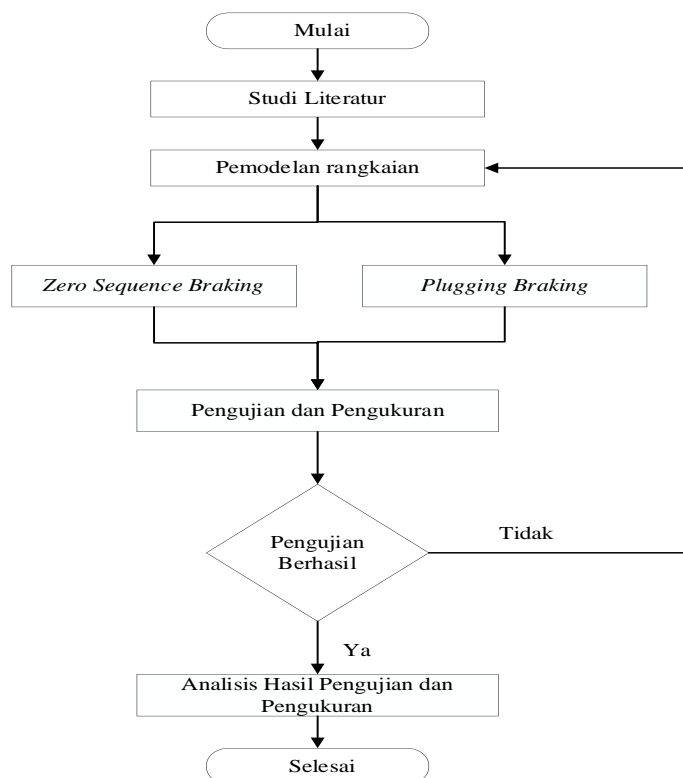 Mulai
Studi Literatur
Pemodelan rangkaian
Zero Sequence Braking
Plugging Braking
Pengujian dan Pengukuran
Pengujian
Berhasil
Tidak
Ya
Analisis Hasil Pengujian dan
Pengukuran
Selesai